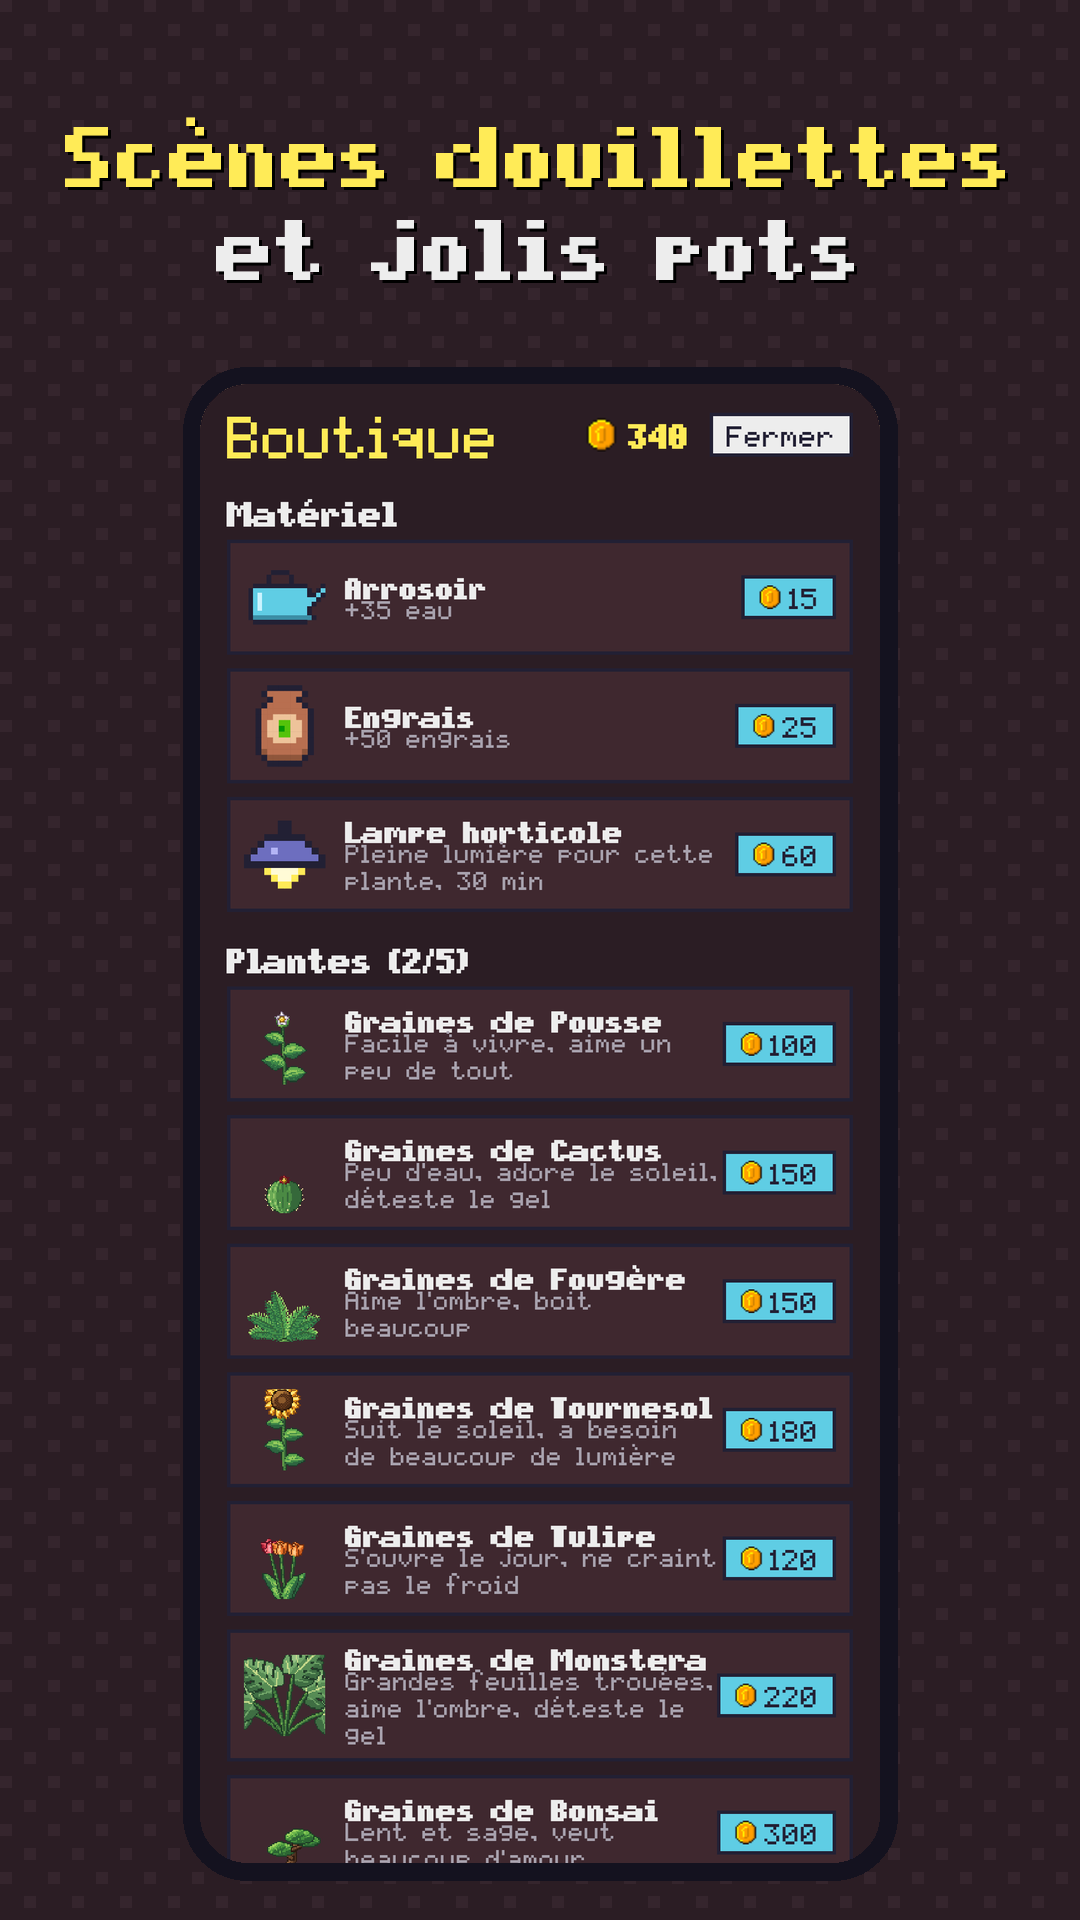 Scènes douillettes
et jolis pots
Boutique
340
Fermer
Matériel
Arrosoir
+35 eau
15
Engrais
+50 engrais
25
Lampe horticole
Pleine lumière pour cette
plante, 30 min
60
Plantes (2/5)
Graines de Pousse
Facile à vivre, aime un
peu de tout
100
Graines de Cactus
Peu d'eau, adore le soleil,
déteste le gel
150
Graines de Fougère
Aime l'ombre, boit
beaucoup
150
Graines de Tournesol
Suit le soleil, a besoin
de beaucoup de lumière
180
Graines de Tulipe
S'ouvre le jour, ne craint
pas le froid
120
Graines de Monstera
Grandes feuilles trouées,
aime l'ombre, déteste le
gel
220
Graines de Bonsai
Lent et sage, veut
beaucoup d'amour
300